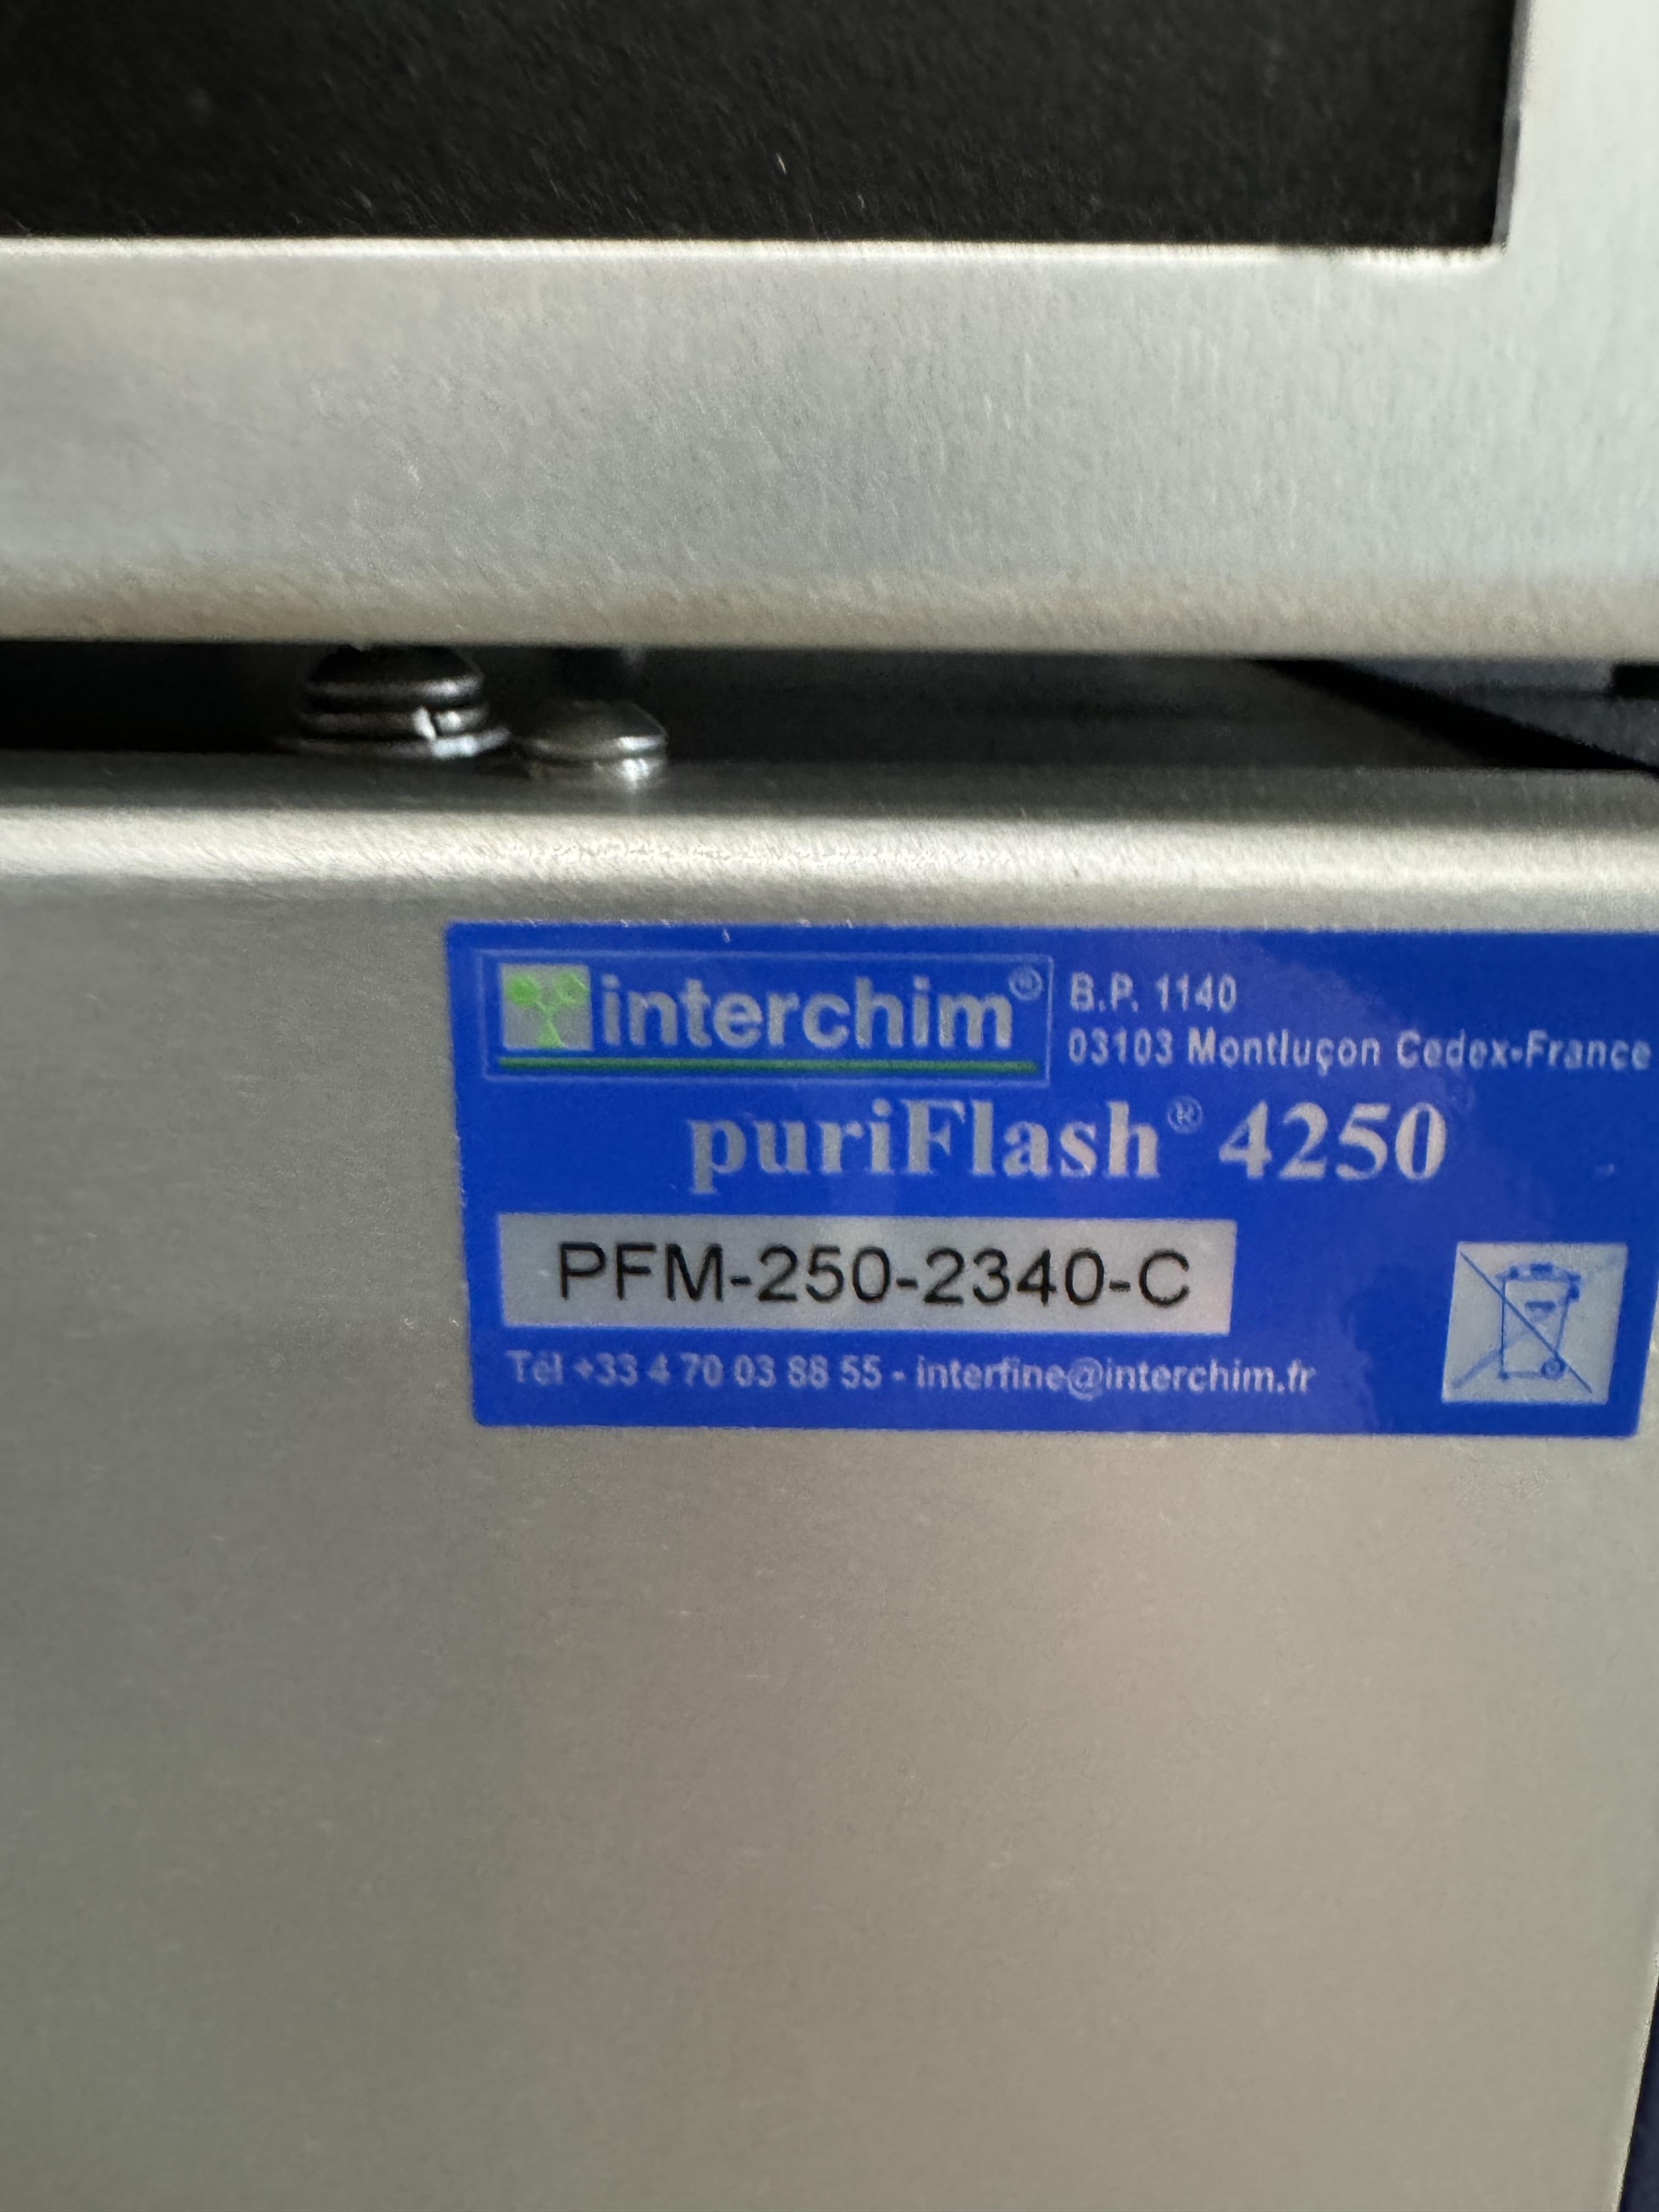 interchim®
B.P. 1140
03103 Montluçon Cedex-France
puriFlash® 4250
PFM-250-2340-C
Tél +33 4 70 03 88 55 - interfine@interchim.fr